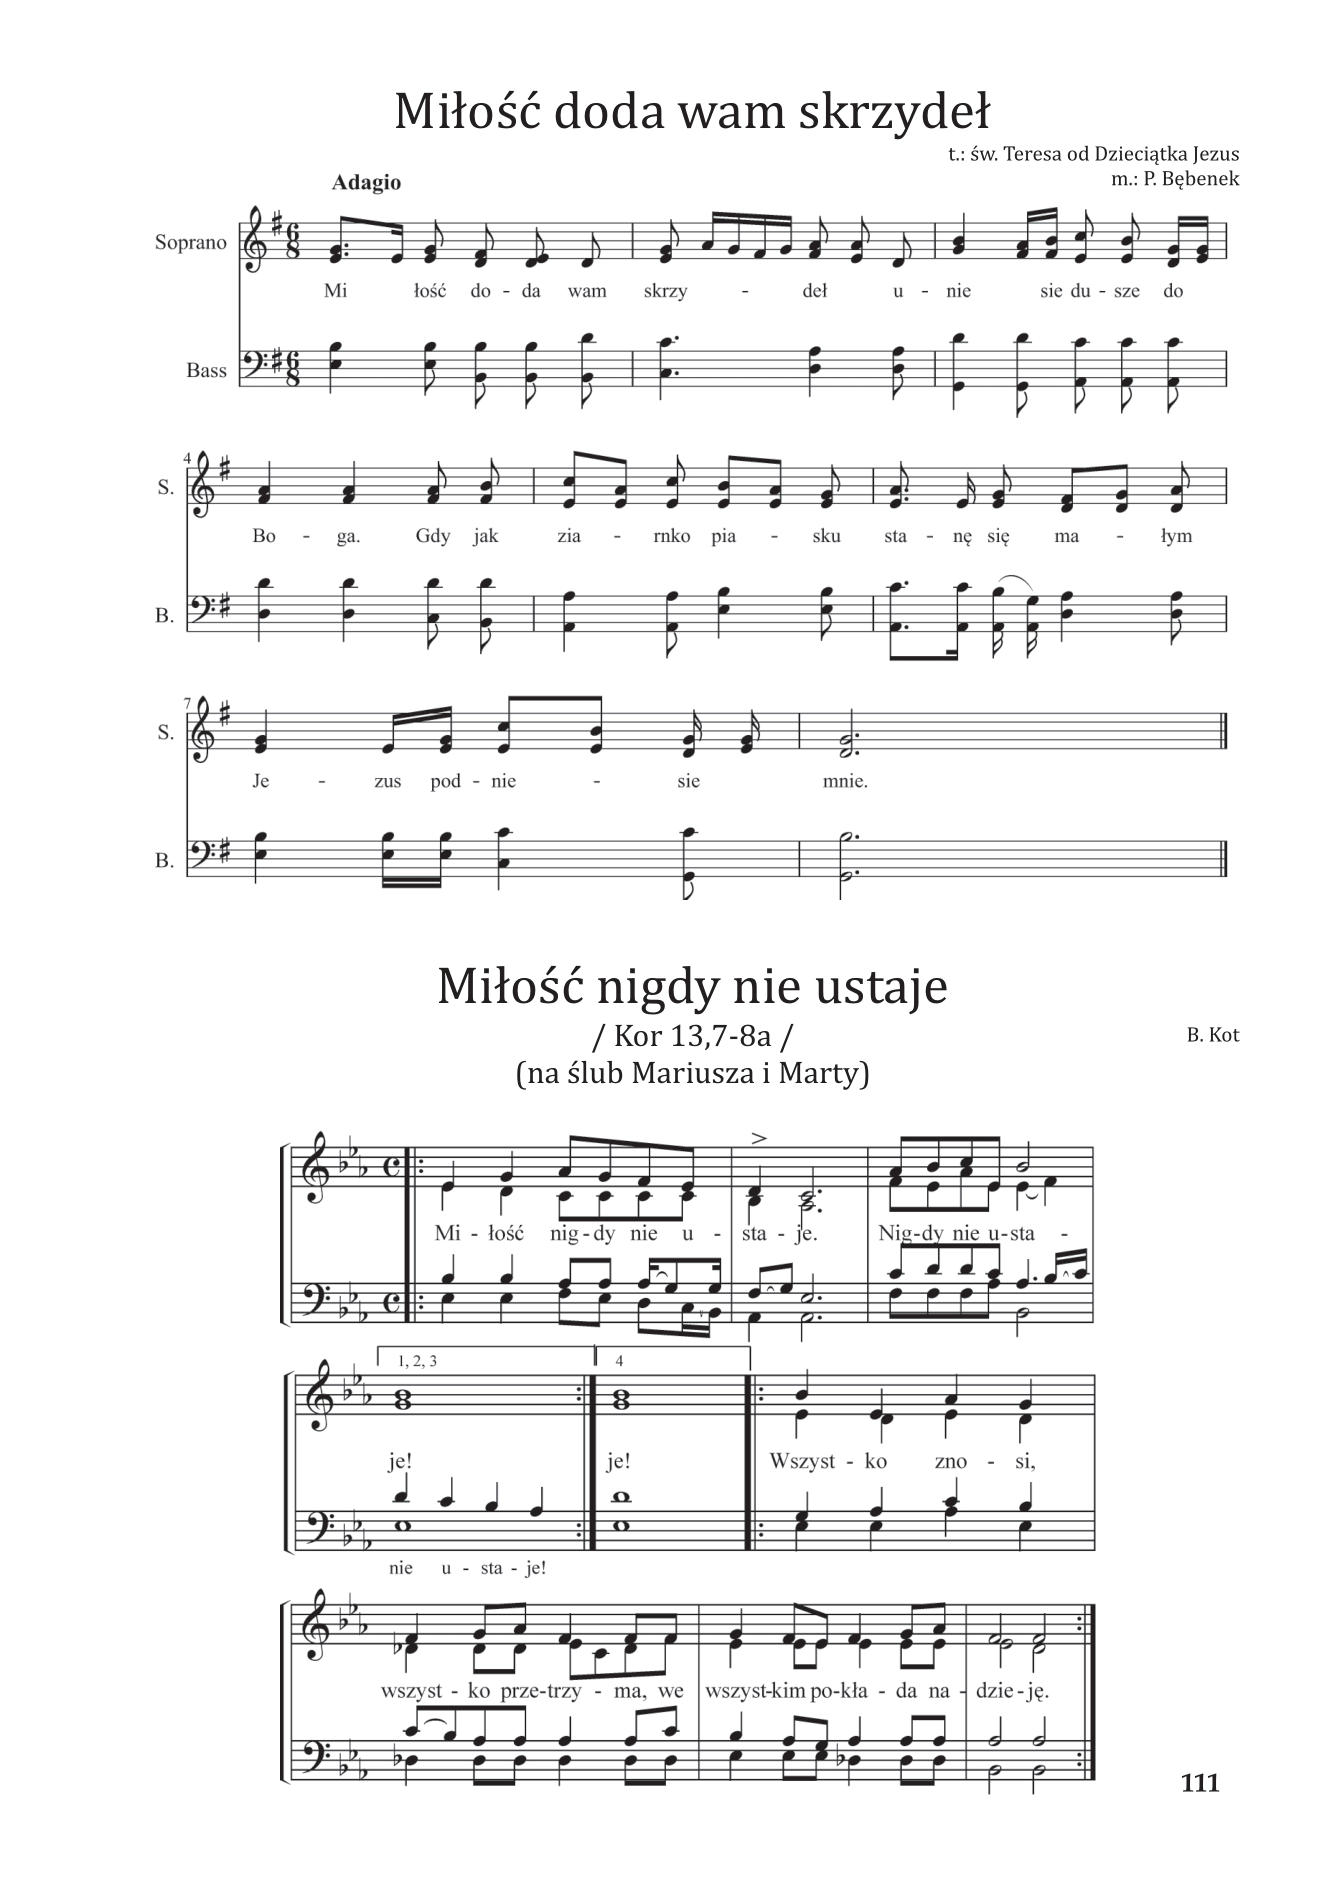 Miłość doda wam skrzydeł
t.: św. Teresa od Dzieciątka Jezus
m.: P. Bębenek
Adagio
Soprano
Mi łość do - da wam skrzy - deł u - nie sie du - sze do
Bass
4
S.
Bo - ga. Gdy jak zia - rnko pia - sku sta - nę się ma - łym
B.
7
S.
Je - zus pod - nie - sie mnie.
B.
Miłość nigdy nie ustaje
/ Kor 13,7-8a /
B. Kot
(na ślub Mariusza i Marty)
Mi - łość nig - dy nie u - sta - je. Nig - dy nie u - sta -
1, 2, 3 4
je! je! Wszyst - ko zno - si,
nie u - sta - je!
wszyst - ko prze - trzy - ma, we wszyst - kim po - kła - da na - dzie - ję.
111